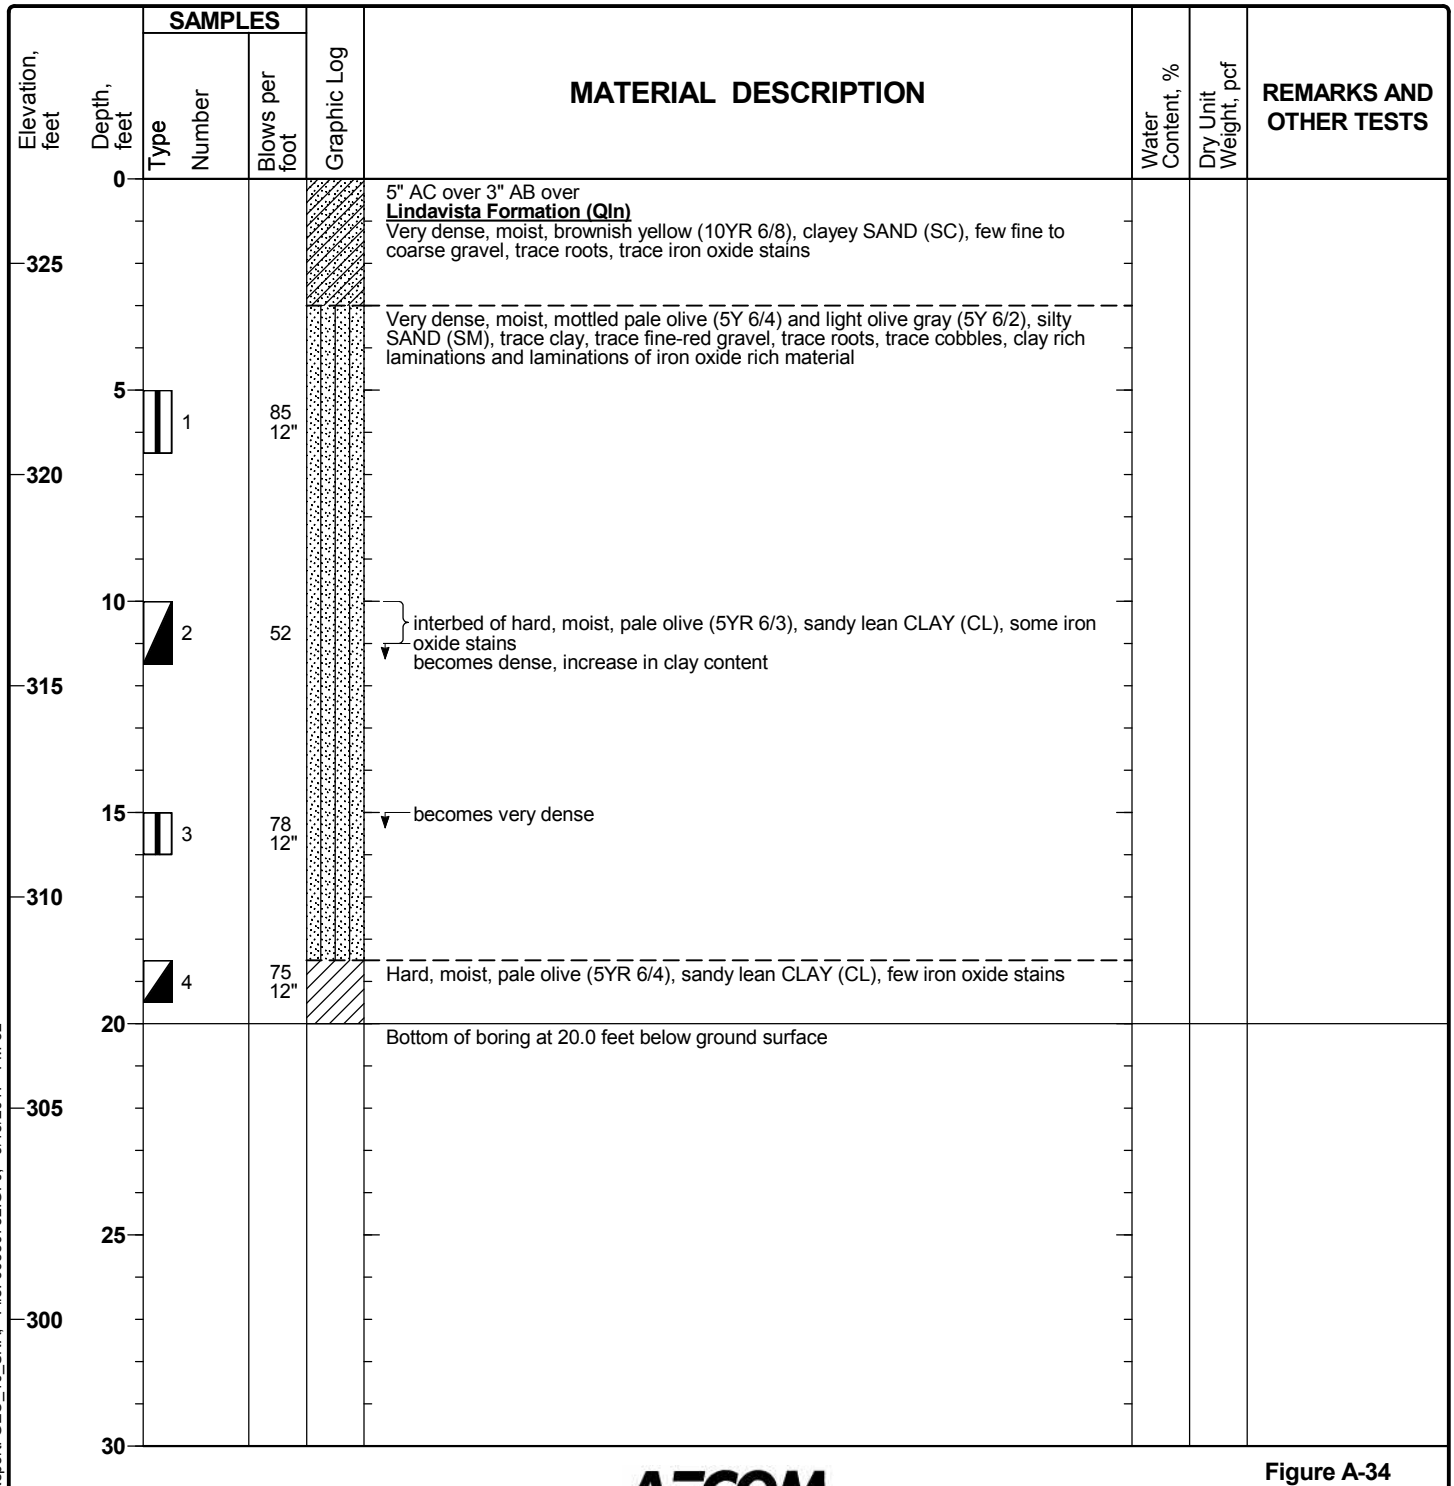 SAMPLES
Elevation,
feet
Depth,
feet
Type
Number
Blows per
foot
Graphic Log
MATERIAL DESCRIPTION
Water
Content, %
Dry Unit
Weight, pcf
REMARKS AND
OTHER TESTS
0
5" AC over 3" AB over
Lindavista Formation (Qln)
Very dense, moist, brownish yellow (10YR 6/8), clayey SAND (SC), few fine to
coarse gravel, trace roots, trace iron oxide stains
325
Very dense, moist, mottled pale olive (5Y 6/4) and light olive gray (5Y 6/2), silty
SAND (SM), trace clay, trace fine-red gravel, trace roots, trace cobbles, clay rich
laminations and laminations of iron oxide rich material
5
1
85
12"
320
10
2
52
interbed of hard, moist, pale olive (5YR 6/3), sandy lean CLAY (CL), some iron
oxide stains
becomes dense, increase in clay content
315
15
3
78
12"
becomes very dense
310
4
75
12"
Hard, moist, pale olive (5YR 6/4), sandy lean CLAY (CL), few iron oxide stains
20
Bottom of boring at 20.0 feet below ground surface
305
25
300
30
AECOM
Figure A-34